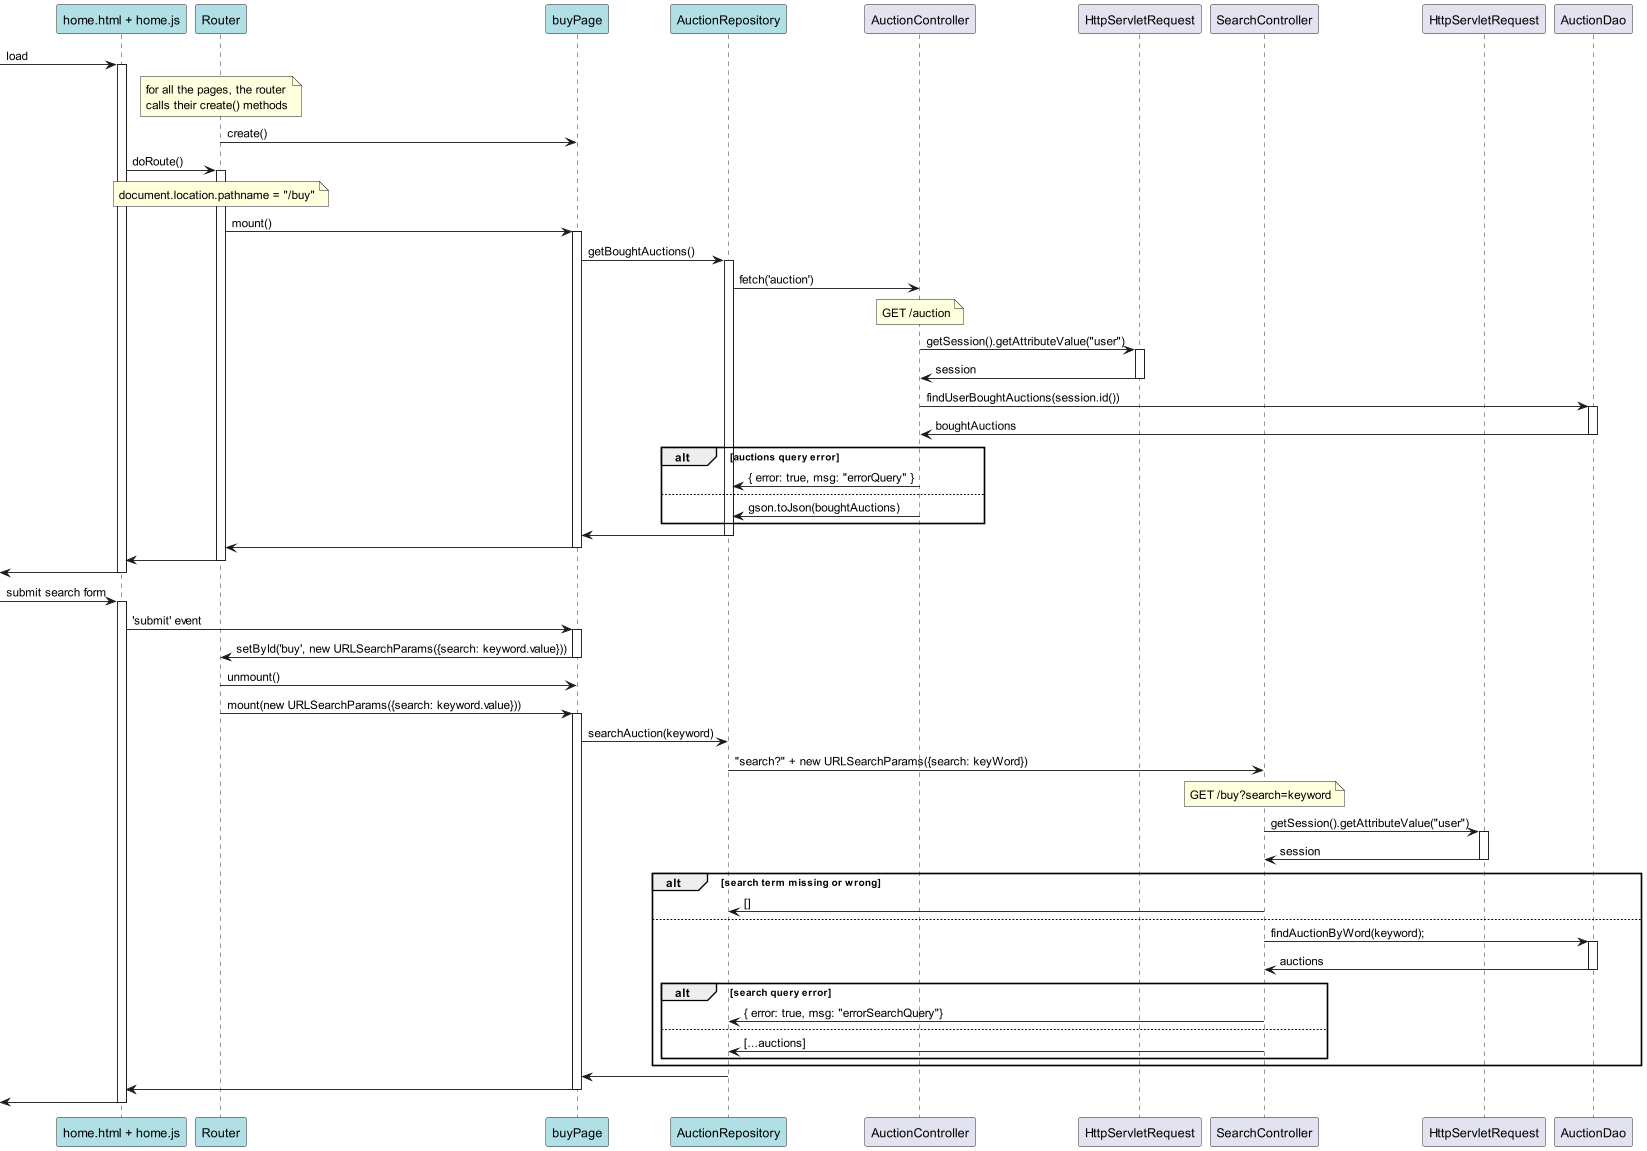 home.html + home.js
Router
buyPage
AuctionRepository
AuctionController
HttpServletRequest
SearchController
HttpServletRequest
AuctionDao
load
for all the pages, the router
calls their create() methods
create()
doRoute()
document.location.pathname = "/buy"
mount()
getBoughtAuctions()
fetch('auction')
GET /auction
getSession().getAttributeValue("user")
session
findUserBoughtAuctions(session.id())
boughtAuctions
alt [auctions query error]
{ error: true, msg: "errorQuery" }
gson.toJson(boughtAuctions)
submit search form
'submit' event
setById('buy', new URLSearchParams({search: keyword.value}))
unmount()
mount(new URLSearchParams({search: keyword.value}))
searchAuction(keyword)
"search?" + new URLSearchParams({search: keyWord})
GET /buy?search=keyword
getSession().getAttributeValue("user")
session
alt [search term missing or wrong]
[]
findAuctionByWord(keyword);
auctions
alt [search query error]
{ error: true, msg: "errorSearchQuery"}
[...auctions]
home.html + home.js
Router
buyPage
AuctionRepository
AuctionController
HttpServletRequest
SearchController
HttpServletRequest
AuctionDao